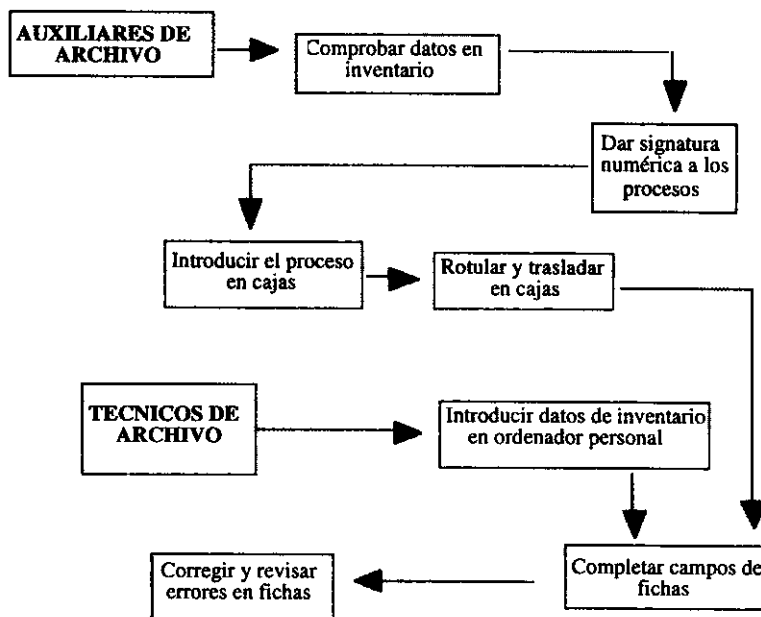 AUXILIARES DE
ARCHIVO
Comprobar datos en
inventario
Dar signatura
numérica a los
procesos
Introducir el proceso
en cajas
Rotular y trasladar
en cajas
TECNICOS DE
ARCHIVO
Introducir datos de inventario
en ordenador personal
Completar campos de
fichas
Corregir y revisar
errores en fichas